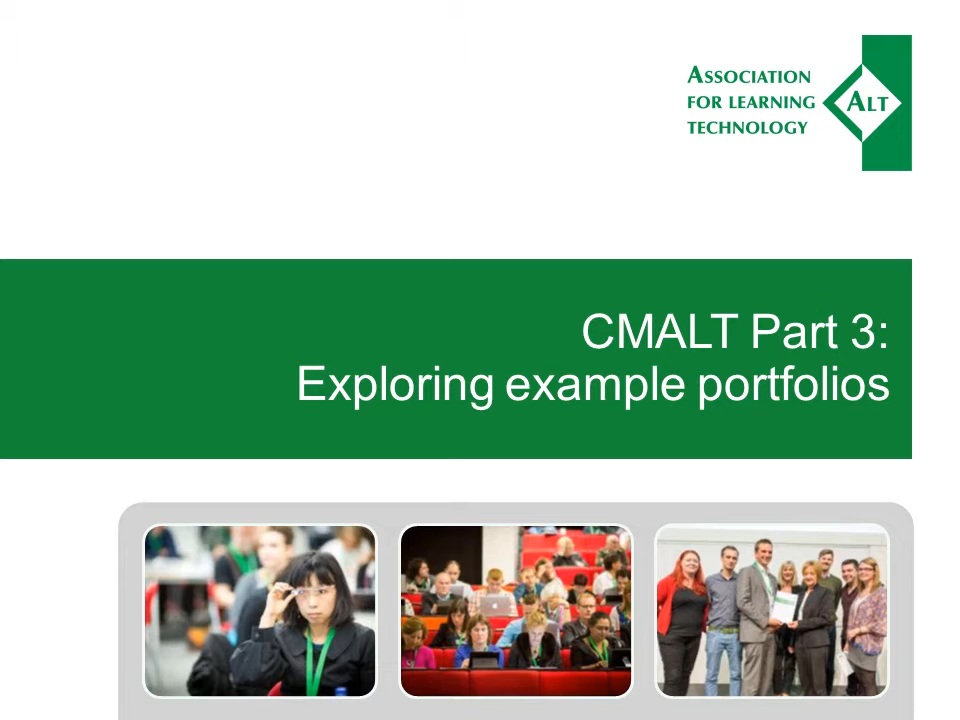 ASSOCIATION
FOR LEARNING
TECHNOLOGY
ALT
CMALT Part 3:
Exploring example portfolios